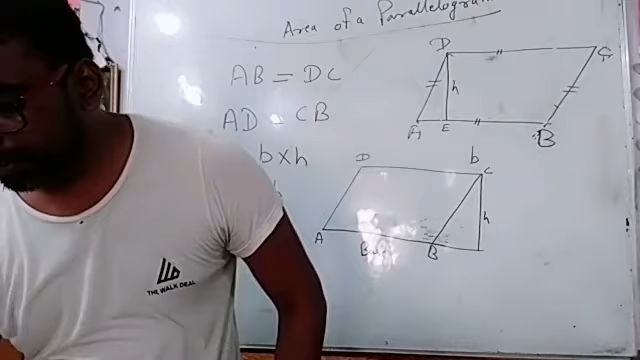 Area of a Parallelogram
AB = DC
AD = CB
b×h
h
D C
h
A E B
D b C
h
A B
THE WALK DEAL